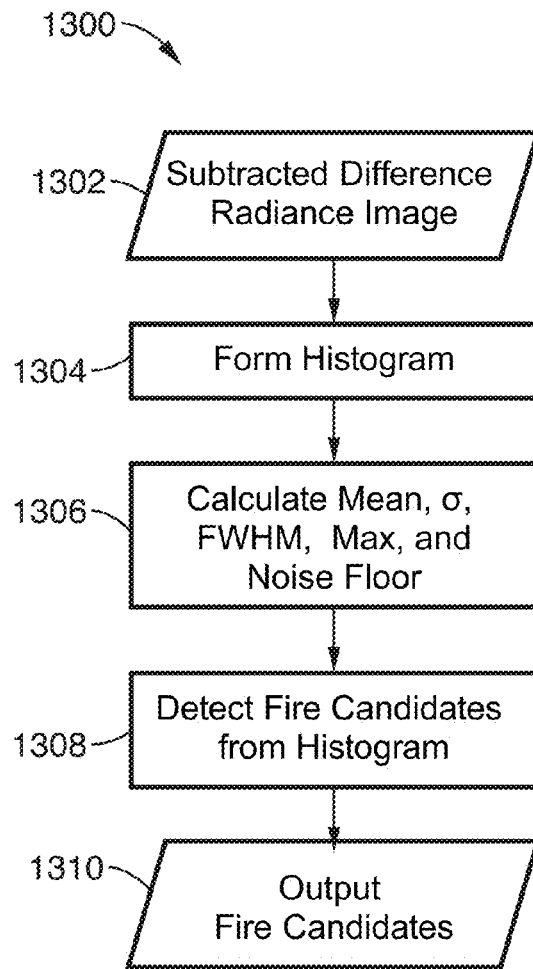 1300
1302
Subtracted Difference
Radiance Image
1304
Form Histogram
1306
Calculate Mean, σ,
FWHM, Max, and
Noise Floor
1308
Detect Fire Candidates
from Histogram
1310
Output
Fire Candidates